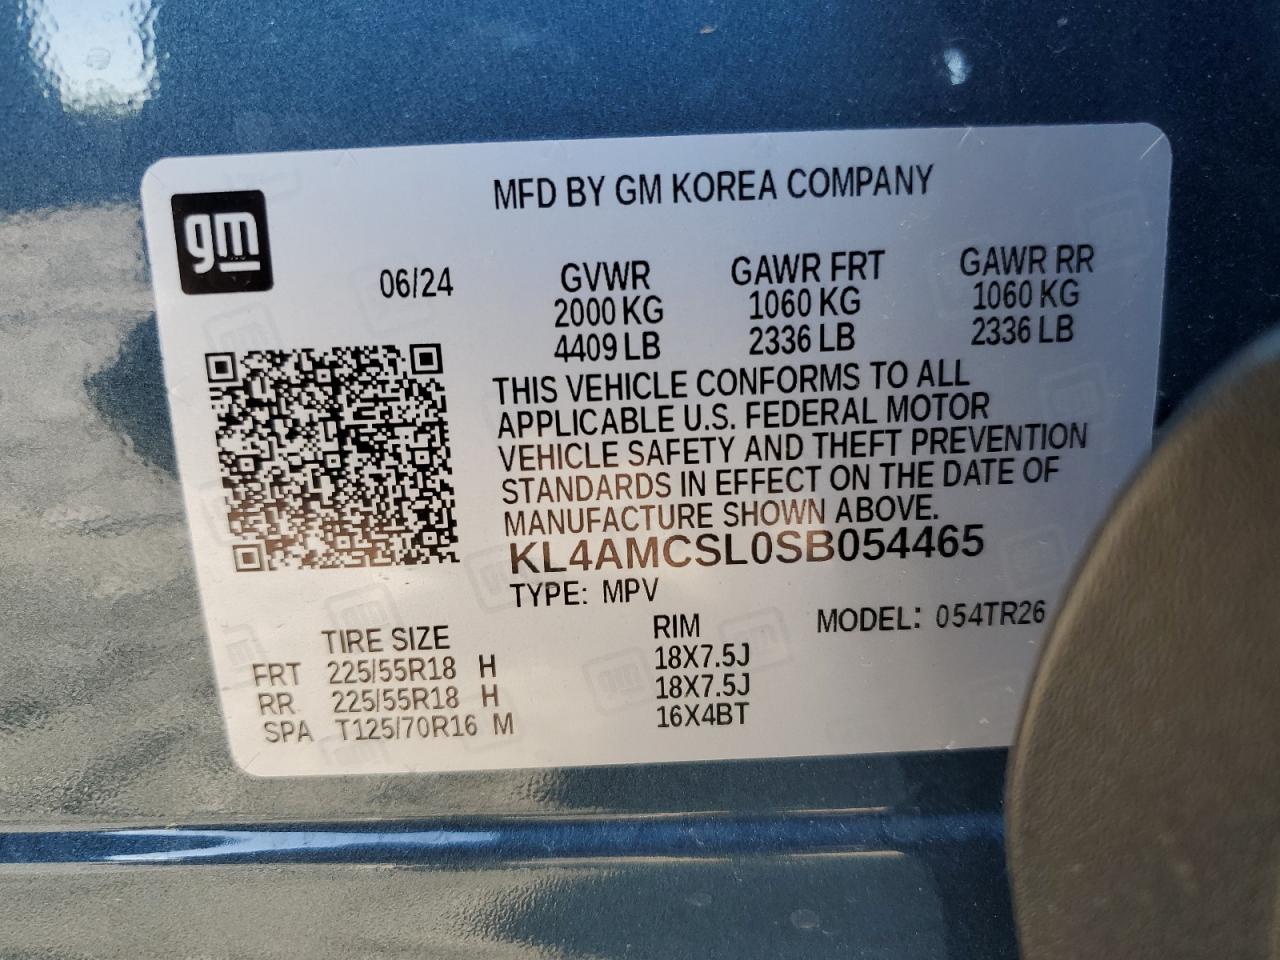 gm
MFD BY GM KOREA COMPANY
06/24
GVWR GAWR FRT GAWR RR
2000 KG 1060 KG 1060 KG
4409 LB 2336 LB 2336 LB
THIS VEHICLE CONFORMS TO ALL
APPLICABLE U.S. FEDERAL MOTOR
VEHICLE SAFETY AND THEFT PREVENTION
STANDARDS IN EFFECT ON THE DATE OF
MANUFACTURE SHOWN ABOVE.
KL4AMCSL0SB054465
TYPE: MPV
TIRE SIZE RIM MODEL: 054TR26
FRT 225/55R18 H 18X7.5J
RR 225/55R18 H 18X7.5J
SPA T125/70R16 M 16X4BT